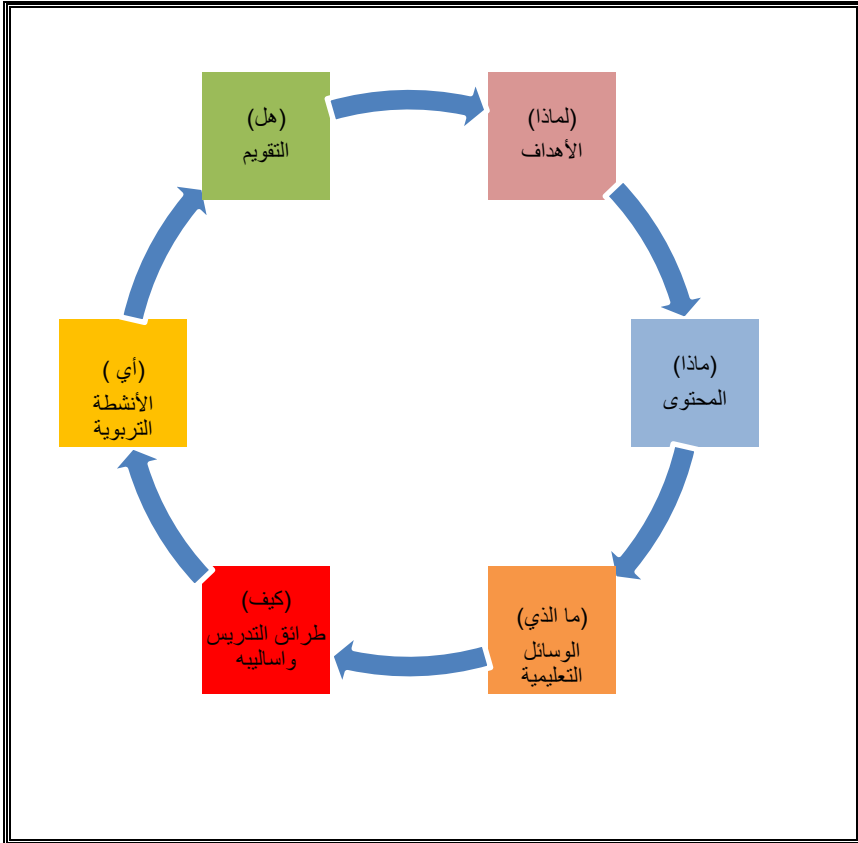 (لماذا)
الأهداف
(ماذا)
المحتوى
(ما الذي)
الوسائل
التعليمية
(كيف)
طرائق التدريس
واساليبه
(أي )
الأنشطة
التربوية
(هل)
التقويم